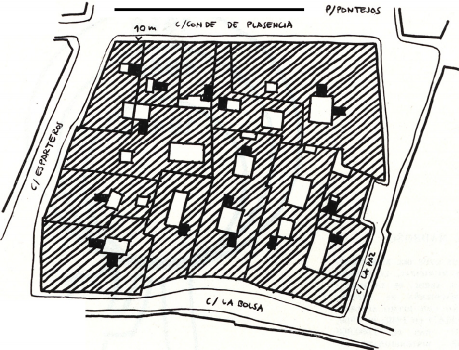 P/PONTEJOS
C/CONDE DE PLASENCIA
10 m
C/ ESPARTEROS
C/ LA PAZ
C/ LA BOLSA